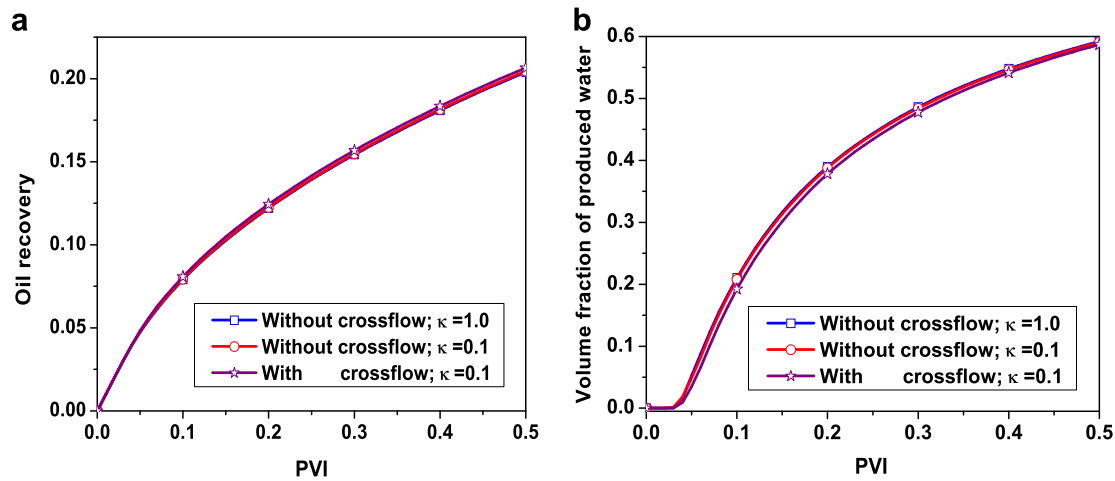 a
Oil recovery
0.20
0.15
0.10
0.05
0.00
0.0 0.1 0.2 0.3 0.4 0.5
PVI
Without crossflow; κ=1.0
Without crossflow; κ=0.1
With crossflow; κ=0.1
b
Volume fraction of produced water
0.6
0.5
0.4
0.3
0.2
0.1
0.0
0.0 0.1 0.2 0.3 0.4 0.5
PVI
Without crossflow; κ=1.0
Without crossflow; κ=0.1
With crossflow; κ=0.1